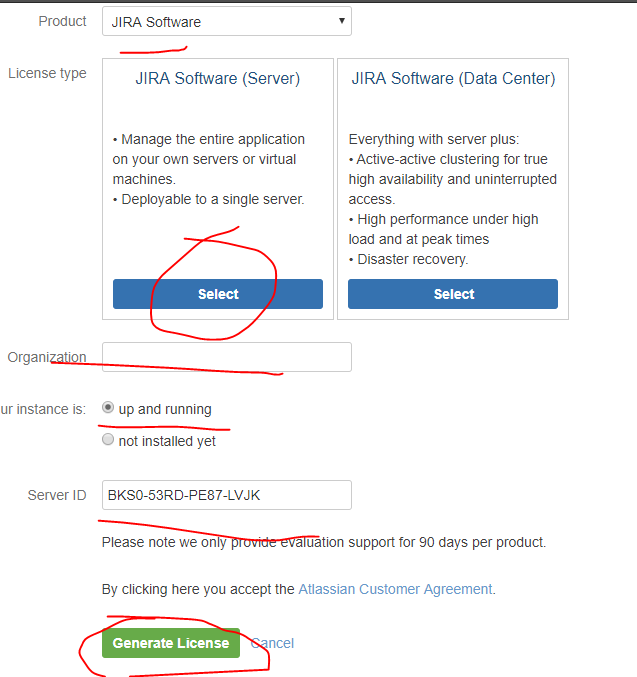 Product JIRA Software
License type
JIRA Software (Server)
• Manage the entire application
on your own servers or virtual
machines.
• Deployable to a single server.
Select
JIRA Software (Data Center)
Everything with server plus:
• Active-active clustering for true
high availability and uninterrupted
access.
• High performance under high
load and at peak times
• Disaster recovery.
Select
Organization
ur instance is: up and running
not installed yet
Server ID BKS0-53RD-PE87-LVJK
Please note we only provide evaluation support for 90 days per product.
By clicking here you accept the Atlassian Customer Agreement.
Generate License Cancel